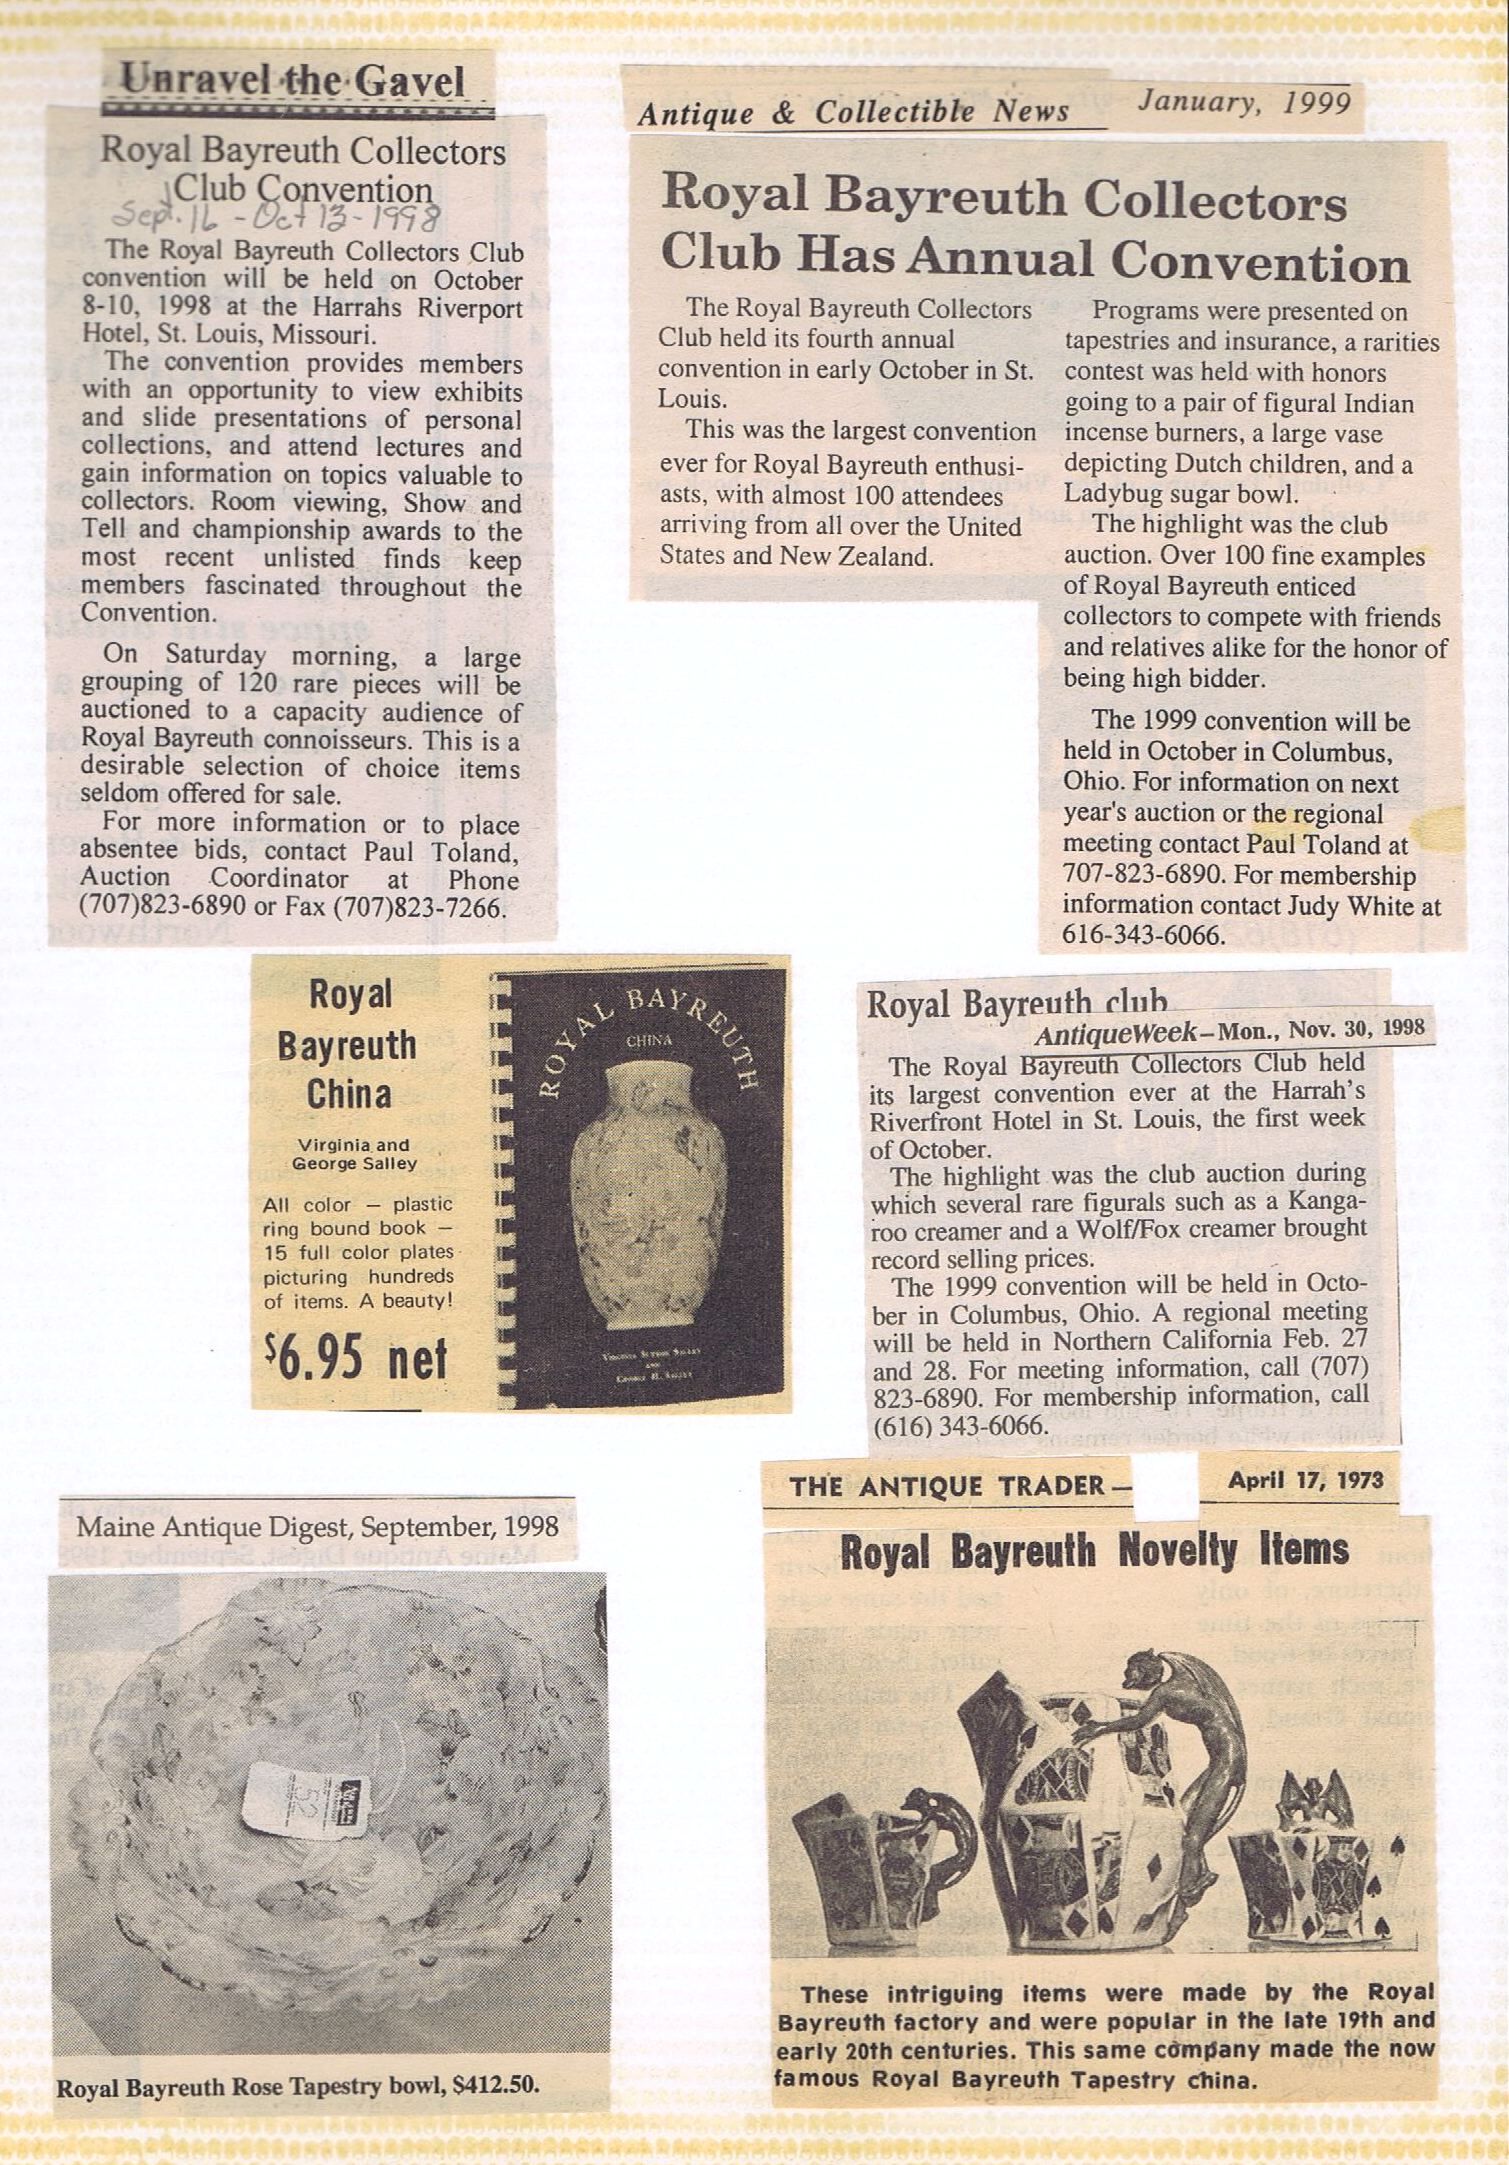 Unravel the Gavel
Royal Bayreuth Collectors
Club Convention
Sept. 16 - Oct 13 - 1998
The Royal Bayreuth Collectors Club
convention will be held on October
8-10, 1998 at the Harrahs Riverport
Hotel, St. Louis, Missouri.
The convention provides members
with an opportunity to view exhibits
and slide presentations of personal
collections, and attend lectures and
gain information on topics valuable to
collectors. Room viewing, Show and
Tell and championship awards to the
most recent unlisted finds keep
members fascinated throughout the
Convention.
On Saturday morning, a large
grouping of 120 rare pieces will be
auctioned to a capacity audience of
Royal Bayreuth connoisseurs. This is a
desirable selection of choice items
seldom offered for sale.
For more information or to place
absentee bids, contact Paul Toland,
Auction Coordinator at Phone
(707)823-6890 or Fax (707)823-7266.
Antique & Collectible News January, 1999
Royal Bayreuth Collectors
Club Has Annual Convention
The Royal Bayreuth Collectors
Club held its fourth annual
convention in early October in St.
Louis.
This was the largest convention
ever for Royal Bayreuth enthusi-
asts, with almost 100 attendees
arriving from all over the United
States and New Zealand.
Programs were presented on
tapestries and insurance, a rarities
contest was held with honors
going to a pair of figural Indian
incense burners, a large vase
depicting Dutch children, and a
Ladybug sugar bowl.
The highlight was the club
auction. Over 100 fine examples
of Royal Bayreuth enticed
collectors to compete with friends
and relatives alike for the honor of
being high bidder.
The 1999 convention will be
held in October in Columbus,
Ohio. For information on next
year's auction or the regional
meeting contact Paul Toland at
707-823-6890. For membership
information contact Judy White at
616-343-6066.
Royal
Bayreuth
China
Virginia and
George Salley
All color — plastic
ring bound book —
15 full color plates
picturing hundreds
of items. A beauty!
$6.95 net
ROYAL BAYREUTH
CHINA
Virginia Sutton Salley
and
George H. Salley
Royal Bayreuth club
AntiqueWeek—Mon., Nov. 30, 1998
The Royal Bayreuth Collectors Club held
its largest convention ever at the Harrah's
Riverfront Hotel in St. Louis, the first week
of October.
The highlight was the club auction during
which several rare figurals such as a Kanga-
roo creamer and a Wolf/Fox creamer brought
record selling prices.
The 1999 convention will be held in Octo-
ber in Columbus, Ohio. A regional meeting
will be held in Northern California Feb. 27
and 28. For meeting information, call (707)
823-6890. For membership information, call
(616) 343-6066.
Maine Antique Digest, September, 1998
52
Royal Bayreuth Rose Tapestry bowl, $412.50.
THE ANTIQUE TRADER— April 17, 1973
Royal Bayreuth Novelty Items
These intriguing items were made by the Royal
Bayreuth factory and were popular in the late 19th and
early 20th centuries. This same company made the now
famous Royal Bayreuth Tapestry china.